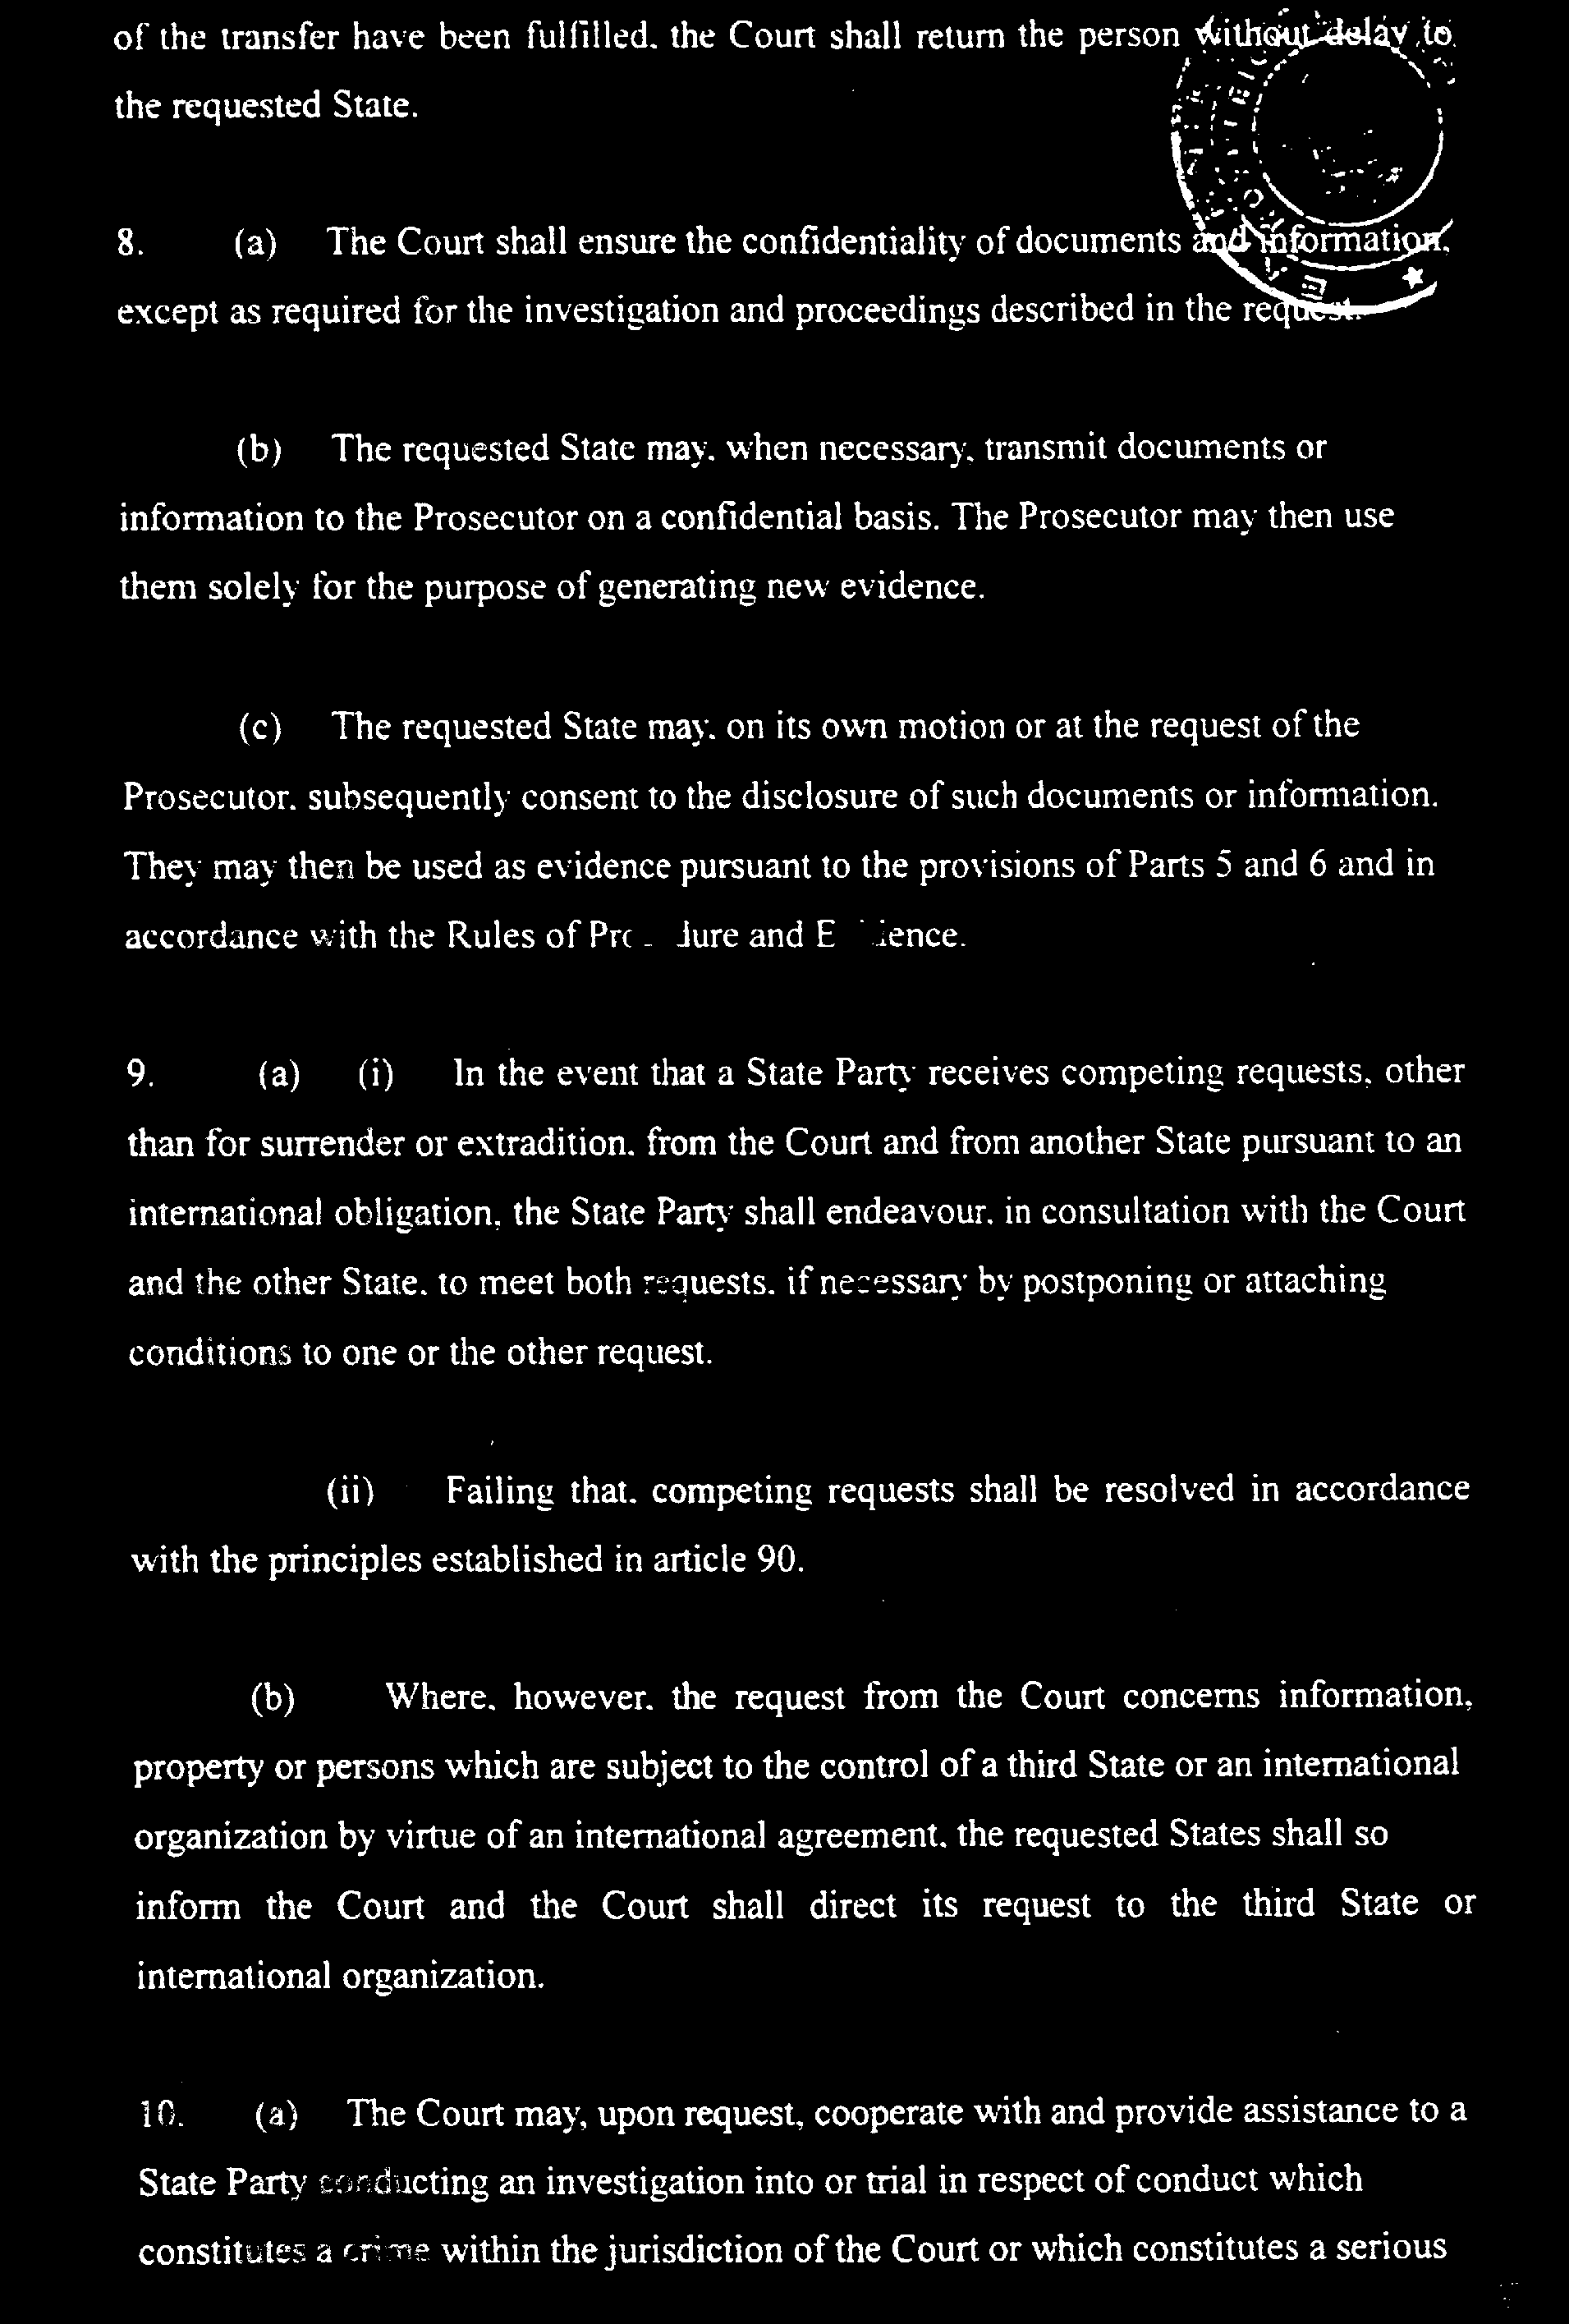 of the transfer have been fulfilled. the Court shall return the person without delay to
the requested State.
8. (a) The Court shall ensure the confidentiality of documents and information,
except as required for the investigation and proceedings described in the request.
(b) The requested State may. when necessary, transmit documents or
information to the Prosecutor on a confidential basis. The Prosecutor may then use
them solely for the purpose of generating new evidence.
(c) The requested State may. on its own motion or at the request of the
Prosecutor. subsequently consent to the disclosure of such documents or information.
They may then be used as evidence pursuant to the provisions of Parts 5 and 6 and in
accordance with the Rules of and
9. (a) (i) In the event that a State Party receives competing requests, other
than for surrender or extradition. from the Court and from another State pursuant to an
international obligation, the State Party shall endeavour. in consultation with the Court
and the other State. to meet both requests. if necessary by postponing or attaching
conditions to one or the other request.
(ii) Failing that. competing requests shall be resolved in accordance
with the principles established in article 90.
(b) Where. however. the request from the Court concerns information,
property or persons which are subject to the control of a third State or an international
organization by virtue of an international agreement. the requested States shall so
inform the Court and the Court shall direct its request to the third State or
international organization.
10. (a) The Court may, upon request, cooperate with and provide assistance to a
State Party conducting an investigation into or trial in respect of conduct which
constitutes a crime within the jurisdiction of the Court or which constitutes a serious